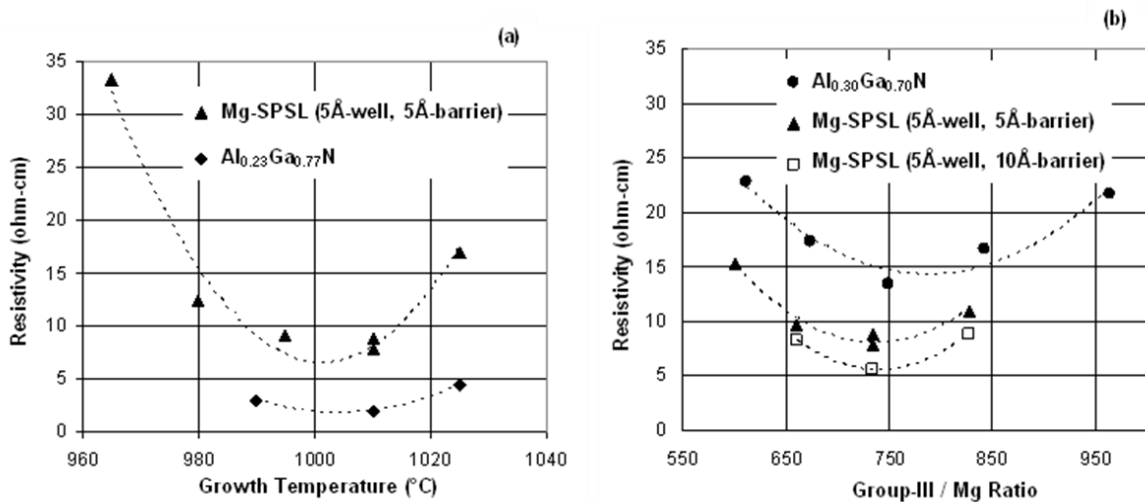 (a)
35
30
25
20
15
10
5
0
Resistivity (ohm-cm)
Mg-SPSL (5Å-well, 5Å-barrier)
Al0.23Ga0.77N
960 980 1000 1020 1040
Growth Temperature (°C)
(b)
35
30
25
20
15
10
5
0
Resistivity (ohm-cm)
Al0.30Ga0.70N
Mg-SPSL (5Å-well, 5Å-barrier)
Mg-SPSL (5Å-well, 10Å-barrier)
550 650 750 850 950
Group-III / Mg Ratio